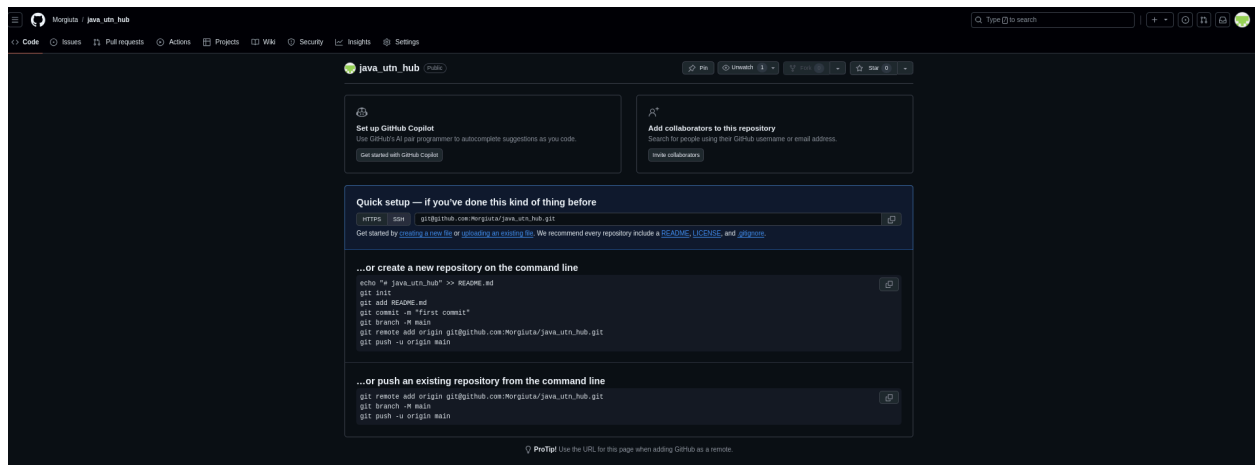 Morgiuta / java_utn_hub
Type / to search
Code Issues Pull requests Actions Projects Wiki Security Insights Settings
java_utn_hub Public
Pin Unwatch 1 Fork 0 Star 0
Set up GitHub Copilot
Use GitHub's AI pair programmer to autocomplete suggestions as you code.
Get started with GitHub Copilot
Add collaborators to this repository
Search for people using their GitHub username or email address.
Invite collaborators
Quick setup — if you've done this kind of thing before
HTTPS SSH git@github.com:Morgiuta/java_utn_hub.git
Get started by creating a new file or uploading an existing file. We recommend every repository include a README, LICENSE, and .gitignore.
…or create a new repository on the command line
echo "# java_utn_hub" >> README.md
git init
git add README.md
git commit -m "first commit"
git branch -M main
git remote add origin git@github.com:Morgiuta/java_utn_hub.git
git push -u origin main
…or push an existing repository from the command line
git remote add origin git@github.com:Morgiuta/java_utn_hub.git
git branch -M main
git push -u origin main
ProTip! Use the URL for this page when adding GitHub as a remote.